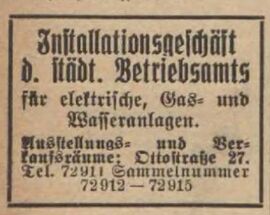 Installationsgeschäft
d. städt. Betriebsamts
für elektrische, Gas- und
Wasseranlagen.
Ausstellungs- und Ver-
kaufsräume: Ottostraße 27.
Tel. 72911 Sammelnummer
72912—72915